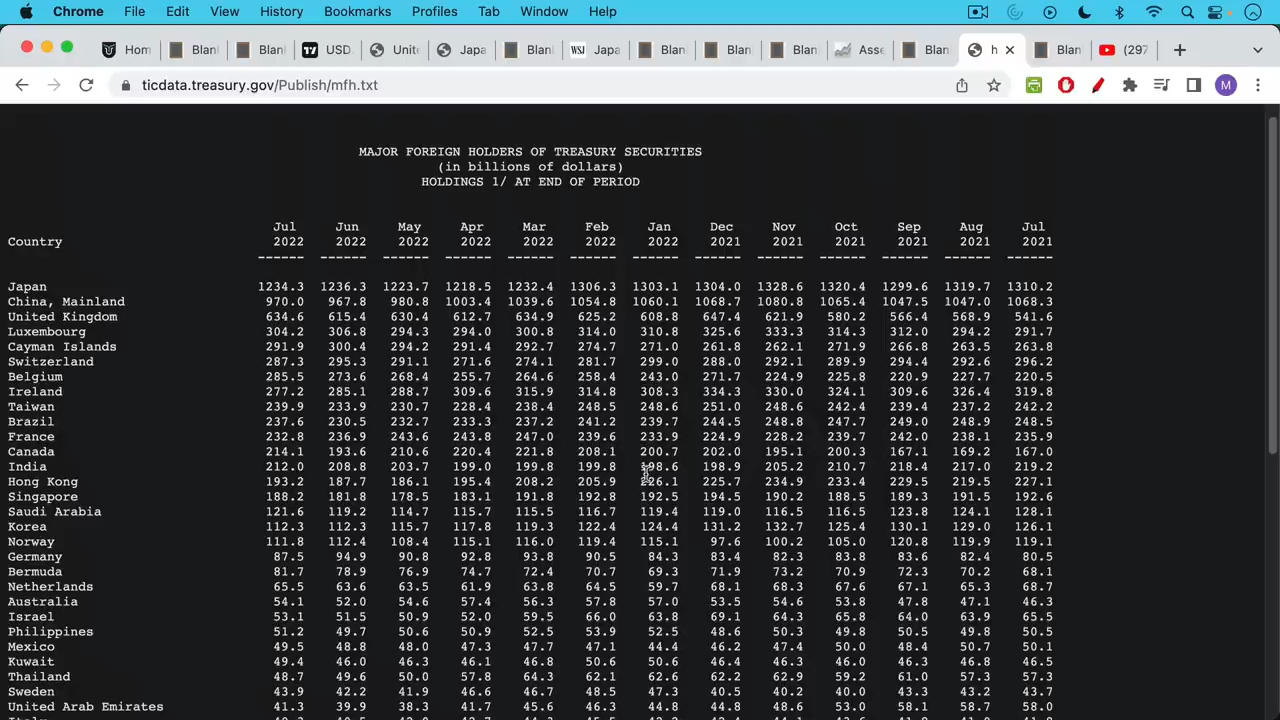 Chrome File Edit View History Bookmarks Profiles Tab Window Help
Hom Blan Blan USD Unite Japa Blan Japa Blan Blan Blan Asse Blan h Blan (297
ticdata.treasury.gov/Publish/mfh.txt M
MAJOR FOREIGN HOLDERS OF TREASURY SECURITIES
(in billions of dollars)
HOLDINGS 1/ AT END OF PERIOD
Jul Jun May Apr Mar Feb Jan Dec Nov Oct Sep Aug Jul
Country 2022 2022 2022 2022 2022 2022 2022 2021 2021 2021 2021 2021 2021
------ ------ ------ ------ ------ ------ ------ ------ ------ ------ ------ ------ ------
Japan 1234.3 1236.3 1223.7 1218.5 1232.4 1306.3 1303.1 1304.0 1328.6 1320.4 1299.6 1319.7 1310.2
China, Mainland 970.0 967.8 980.8 1003.4 1039.6 1054.8 1060.1 1068.7 1080.8 1065.4 1047.5 1047.0 1068.3
United Kingdom 634.6 615.4 630.4 612.7 634.9 625.2 608.8 647.4 621.9 580.2 566.4 568.9 541.6
Luxembourg 304.2 306.8 294.3 294.0 300.8 314.0 310.8 325.6 333.3 314.3 312.0 294.2 291.7
Cayman Islands 291.9 300.4 294.2 291.4 292.7 274.7 271.0 261.8 262.1 271.9 266.8 263.5 263.8
Switzerland 287.3 295.3 291.1 271.6 274.1 281.7 299.0 288.0 292.1 289.9 294.4 292.6 296.2
Belgium 285.5 273.6 268.4 255.7 264.6 258.4 243.0 271.7 224.9 225.8 220.9 227.7 220.5
Ireland 277.2 285.1 288.7 309.6 315.9 314.8 308.3 334.3 330.0 324.1 309.6 326.4 319.8
Taiwan 239.9 233.9 230.7 228.4 238.4 248.5 248.6 251.0 248.6 242.4 239.4 237.2 242.2
Brazil 237.6 230.5 232.7 233.3 237.2 241.2 239.7 244.5 248.8 247.7 249.0 248.9 248.5
France 232.8 236.9 243.6 243.8 247.0 239.6 233.9 224.9 228.2 239.7 242.0 238.1 235.9
Canada 214.1 193.6 210.6 220.4 221.8 208.1 200.7 202.0 195.1 200.3 167.1 169.2 167.0
India 212.0 208.8 203.7 199.0 199.8 199.8 198.6 198.9 205.2 210.7 218.4 217.0 219.2
Hong Kong 193.2 187.7 186.1 195.4 208.2 205.9 226.1 225.7 234.9 233.4 229.5 219.5 227.1
Singapore 188.2 181.8 178.5 183.1 191.8 192.8 192.5 194.5 190.2 188.5 189.3 191.5 192.6
Saudi Arabia 121.6 119.2 114.7 115.7 115.5 116.7 119.4 119.0 116.5 116.5 123.8 124.1 128.1
Korea 112.3 112.3 115.7 117.8 119.3 122.4 124.4 131.2 132.7 125.4 130.1 129.0 126.1
Norway 111.8 112.4 108.4 115.1 116.0 119.4 115.1 97.6 100.2 105.0 120.8 119.9 119.1
Germany 87.5 94.9 90.8 92.8 93.8 90.5 84.3 83.4 82.3 83.8 83.6 82.4 80.5
Bermuda 81.7 78.9 76.9 74.7 72.4 70.7 69.3 71.9 73.2 70.9 72.3 70.2 68.1
Netherlands 65.5 63.6 63.5 61.9 63.8 64.5 59.7 68.1 68.3 67.6 67.1 65.3 68.7
Australia 54.1 52.0 54.6 57.4 56.3 57.8 57.0 53.5 54.6 53.8 47.8 47.1 46.3
Israel 53.1 51.5 50.9 52.0 59.5 66.0 63.8 69.1 64.3 65.8 64.0 63.9 65.5
Philippines 51.2 49.7 50.6 50.9 52.5 53.9 52.5 48.6 50.3 49.8 50.5 49.8 50.5
Mexico 49.5 48.8 48.0 47.3 47.7 47.1 44.4 46.2 47.4 50.0 48.4 50.7 50.1
Kuwait 49.4 46.0 46.3 46.1 46.8 50.6 50.6 46.4 46.3 46.0 46.3 46.8 46.5
Thailand 48.7 49.6 50.0 57.8 64.3 62.1 62.6 62.2 62.9 59.2 61.0 57.3 57.3
Sweden 43.9 42.2 41.9 46.6 46.7 48.5 47.3 40.5 40.2 40.0 43.3 43.2 43.7
United Arab Emirates 41.3 39.9 38.3 41.7 45.6 46.3 44.8 44.8 48.6 53.0 58.1 58.7 58.0